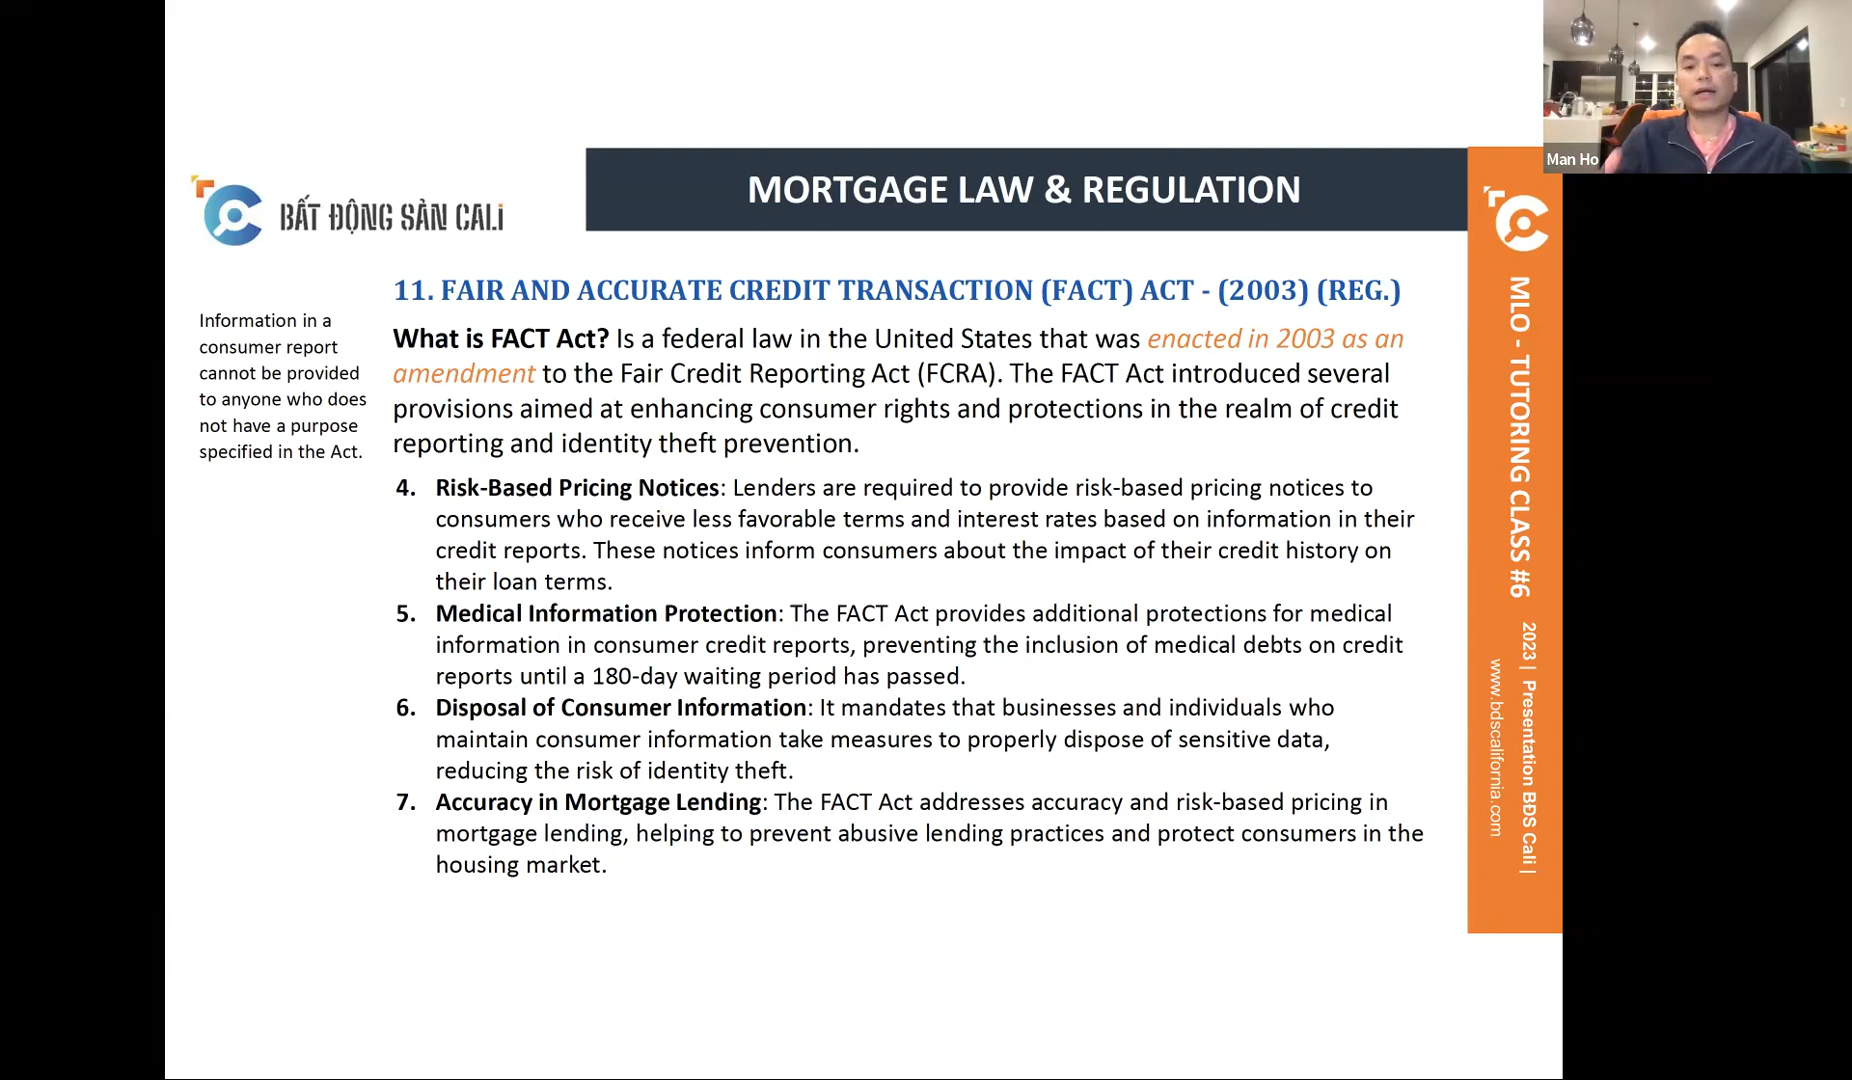 Man Ho
BẤT ĐỘNG SẢN CALi
MORTGAGE LAW & REGULATION
11. FAIR AND ACCURATE CREDIT TRANSACTION (FACT) ACT - (2003) (REG.)
Information in a
consumer report
cannot be provided
to anyone who does
not have a purpose
specified in the Act.
What is FACT Act? Is a federal law in the United States that was enacted in 2003 as an
amendment to the Fair Credit Reporting Act (FCRA). The FACT Act introduced several
provisions aimed at enhancing consumer rights and protections in the realm of credit
reporting and identity theft prevention.
4. Risk-Based Pricing Notices: Lenders are required to provide risk-based pricing notices to
consumers who receive less favorable terms and interest rates based on information in their
credit reports. These notices inform consumers about the impact of their credit history on
their loan terms.
5. Medical Information Protection: The FACT Act provides additional protections for medical
information in consumer credit reports, preventing the inclusion of medical debts on credit
reports until a 180-day waiting period has passed.
6. Disposal of Consumer Information: It mandates that businesses and individuals who
maintain consumer information take measures to properly dispose of sensitive data,
reducing the risk of identity theft.
7. Accuracy in Mortgage Lending: The FACT Act addresses accuracy and risk-based pricing in
mortgage lending, helping to prevent abusive lending practices and protect consumers in the
housing market.
MLO - TUTORING CLASS #6
2023 | Presentation BĐS Cali |
www.bdscalifornia.com